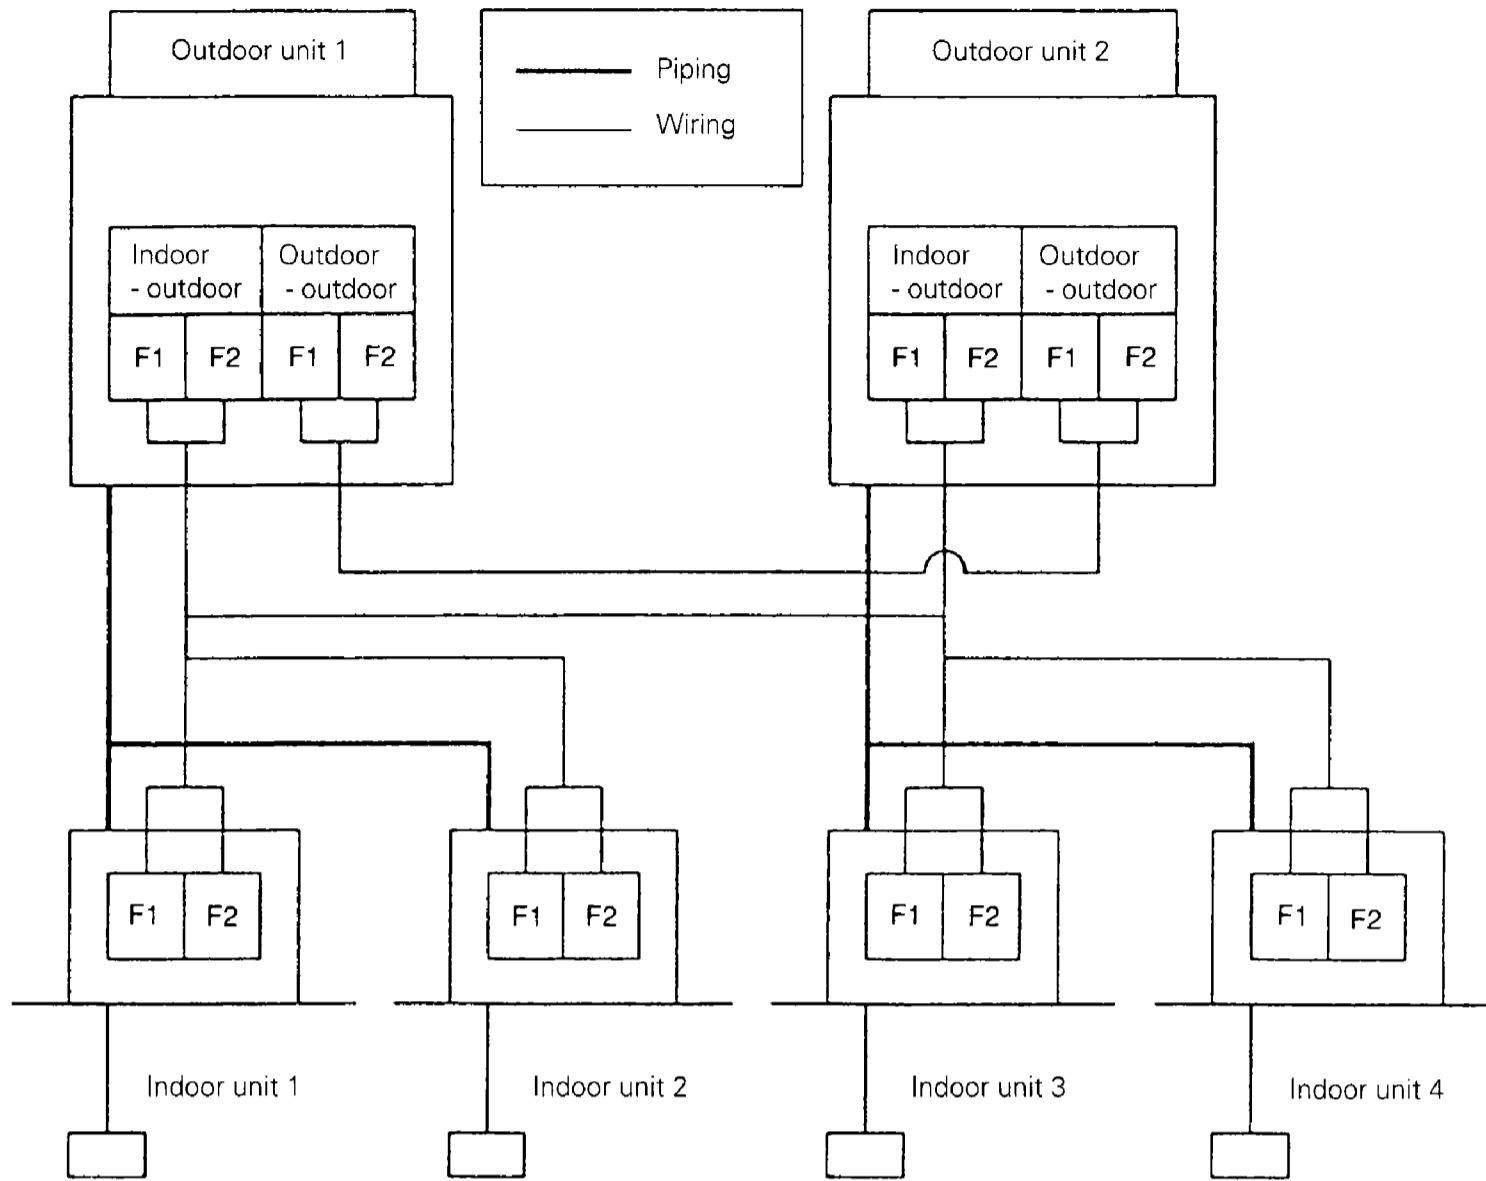 Outdoor unit 1
Piping
Wiring
Outdoor unit 2
Indoor
- outdoor
Outdoor
- outdoor
F1 F2 F1 F2
Indoor
- outdoor
Outdoor
- outdoor
F1 F2 F1 F2
F1 F2
F1 F2
F1 F2
F1 F2
Indoor unit 1
Indoor unit 2
Indoor unit 3
Indoor unit 4